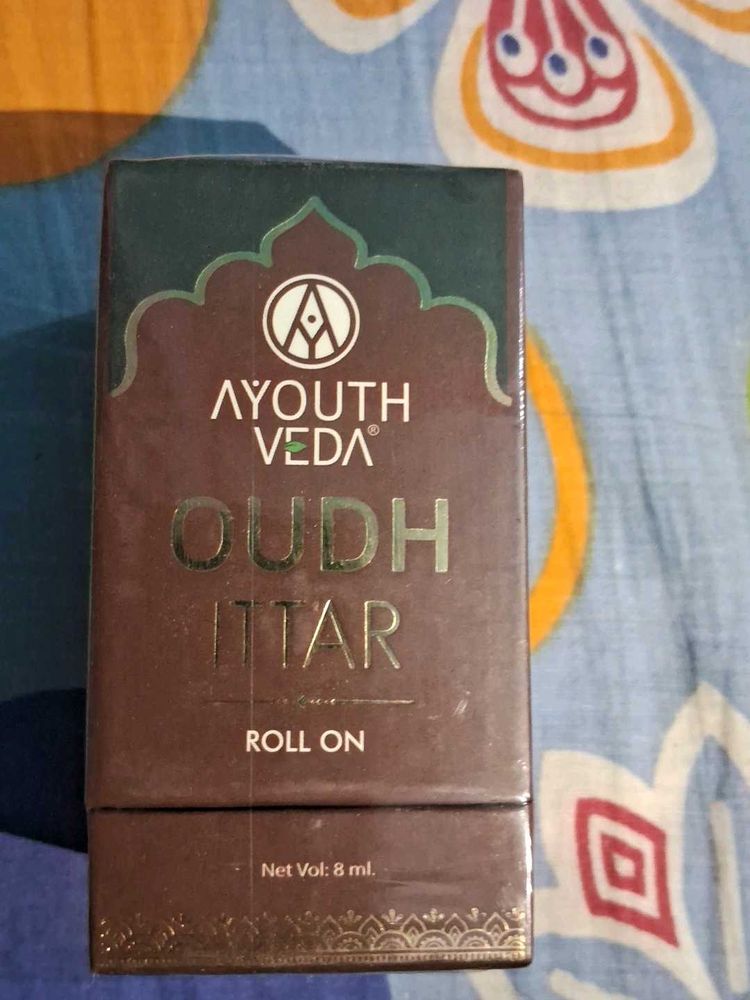 AYOUTH
VEDA®
OUDH
ITTAR
ROLL ON
Net Vol: 8 ml.